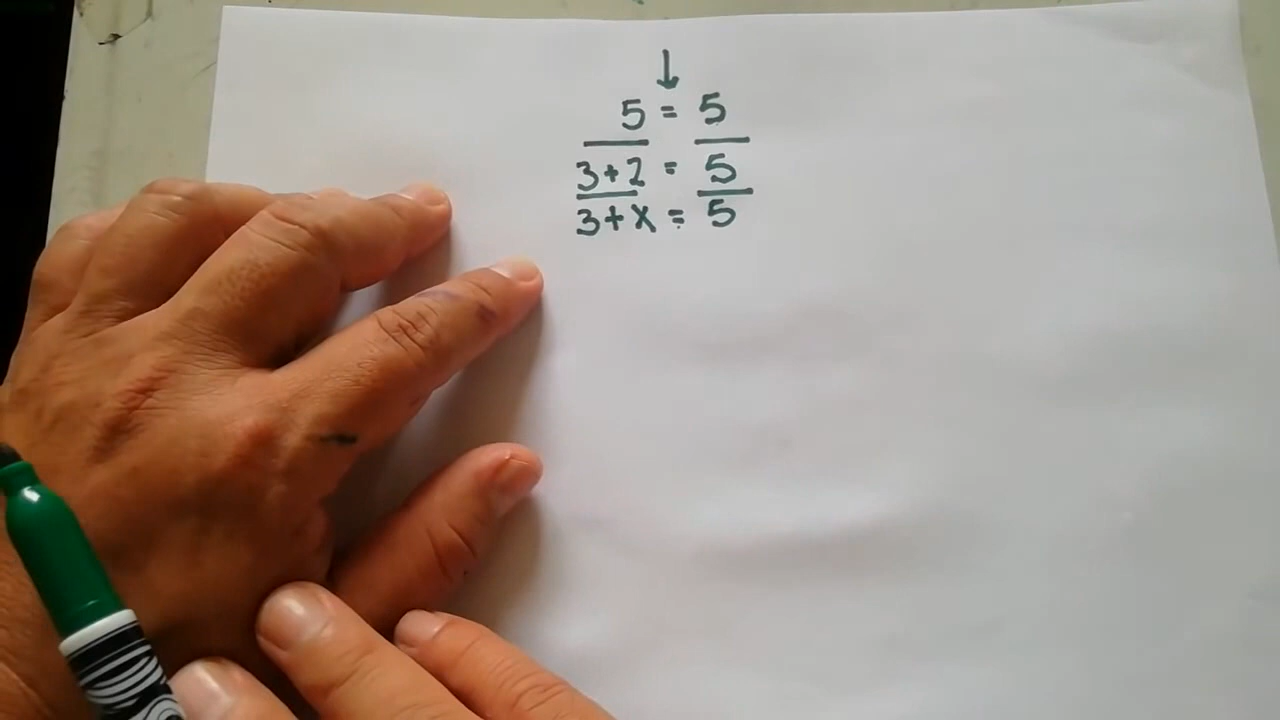 ↓
5 = 5
3+2 = 5
3+x = 5